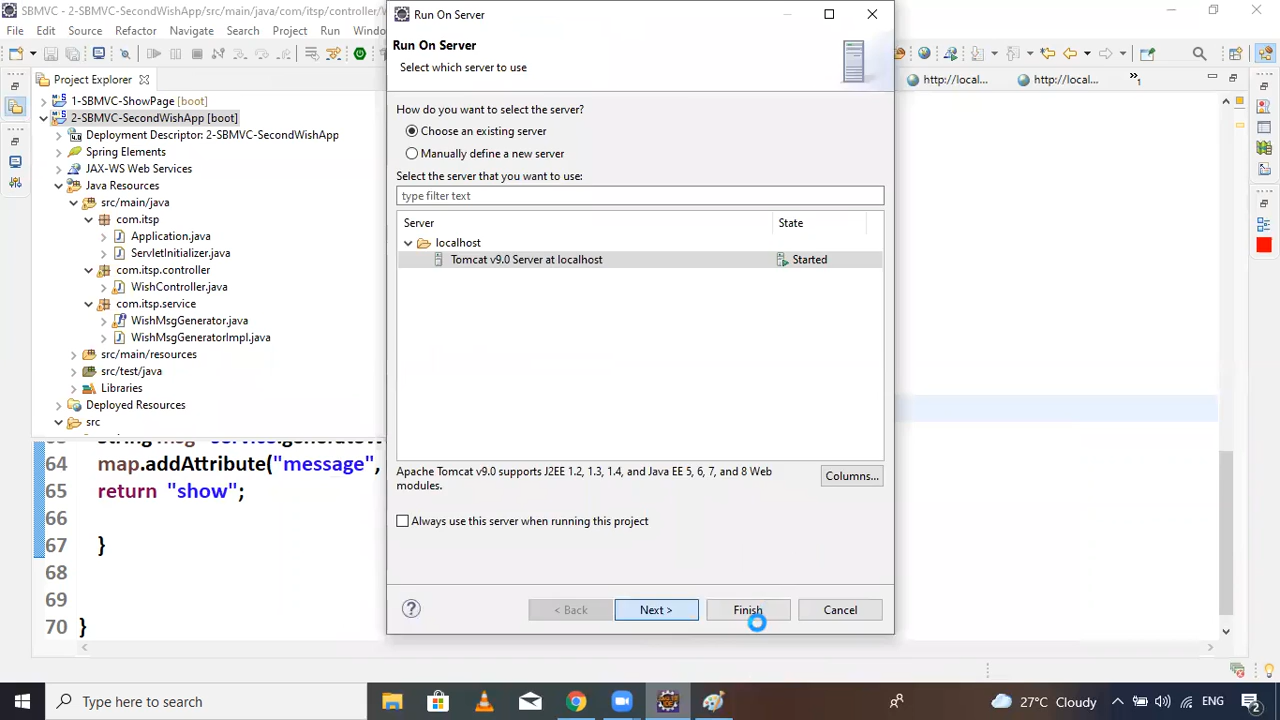 SBMVC - 2-SBMVC-SecondWishApp/src/main/java/com/itsp/controller/
Run On Server
File Edit Source Refactor Navigate Search Project Run Windo
Run On Server
Select which server to use
Project Explorer
http://local...
http://local...
1-SBMVC-ShowPage [boot]
2-SBMVC-SecondWishApp [boot]
Deployment Descriptor: 2-SBMVC-SecondWishApp
Spring Elements
JAX-WS Web Services
Java Resources
src/main/java
com.itsp
Application.java
ServletInitializer.java
com.itsp.controller
WishController.java
com.itsp.service
WishMsgGenerator.java
WishMsgGeneratorImpl.java
src/main/resources
src/test/java
Libraries
Deployed Resources
src
How do you want to select the server?
Choose an existing server
Manually define a new server
Select the server that you want to use:
type filter text
Server State
localhost
Tomcat v9.0 Server at localhost Started
Apache Tomcat v9.0 supports J2EE 1.2, 1.3, 1.4, and Java EE 5, 6, 7, and 8 Web
modules.
Columns...
Always use this server when running this project
< Back Next > Finish Cancel
64 map.addAttribute("message",
65 return "show";
66
67 }
68
69
70 }
Type here to search
27°C Cloudy
ENG
2